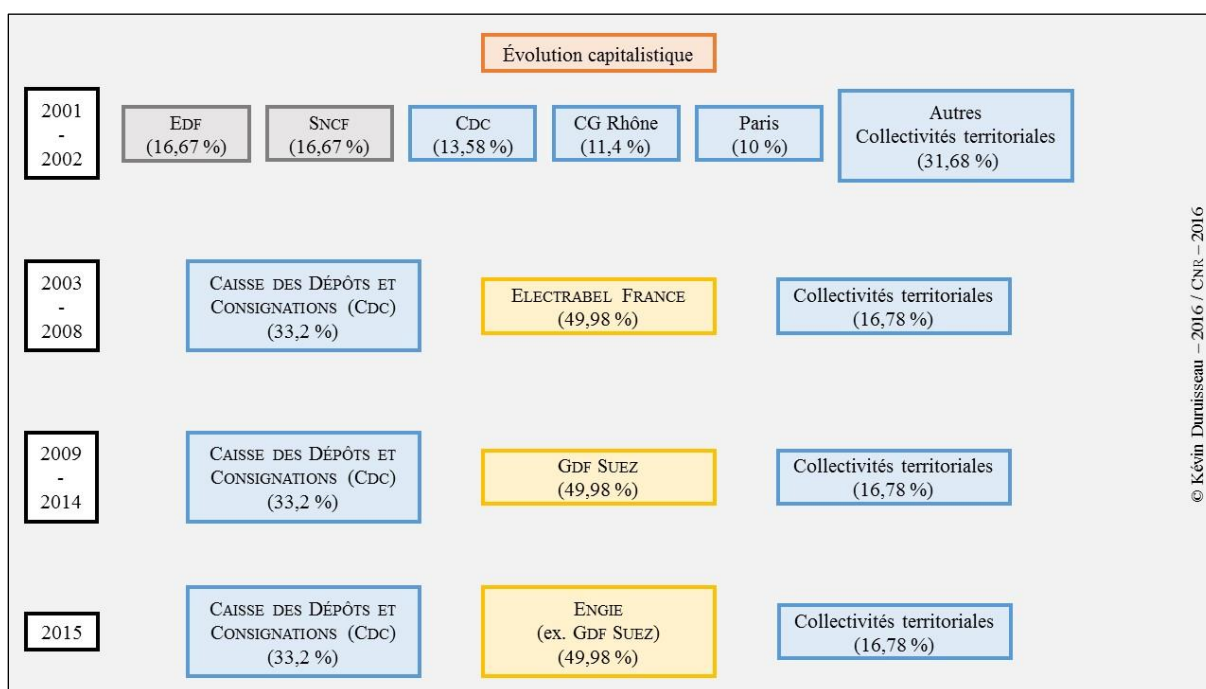 Évolution capitalistique
2001
-
2002
EDF
(16,67 %)
SNCF
(16,67 %)
CDC
(13,58 %)
CG Rhône
(11,4 %)
Paris
(10 %)
Autres
Collectivités territoriales
(31,68 %)
2003
-
2008
CAISSE DES DÉPÔTS ET
CONSIGNATIONS (CDC)
(33,2 %)
ELECTRABEL FRANCE
(49,98 %)
Collectivités territoriales
(16,78 %)
2009
-
2014
CAISSE DES DÉPÔTS ET
CONSIGNATIONS (CDC)
(33,2 %)
GDF SUEZ
(49,98 %)
Collectivités territoriales
(16,78 %)
2015
CAISSE DES DÉPÔTS ET
CONSIGNATIONS (CDC)
(33,2 %)
ENGIE
(ex. GDF SUEZ)
(49,98 %)
Collectivités territoriales
(16,78 %)
© Kévin Duruisseau – 2016 / CNR – 2016